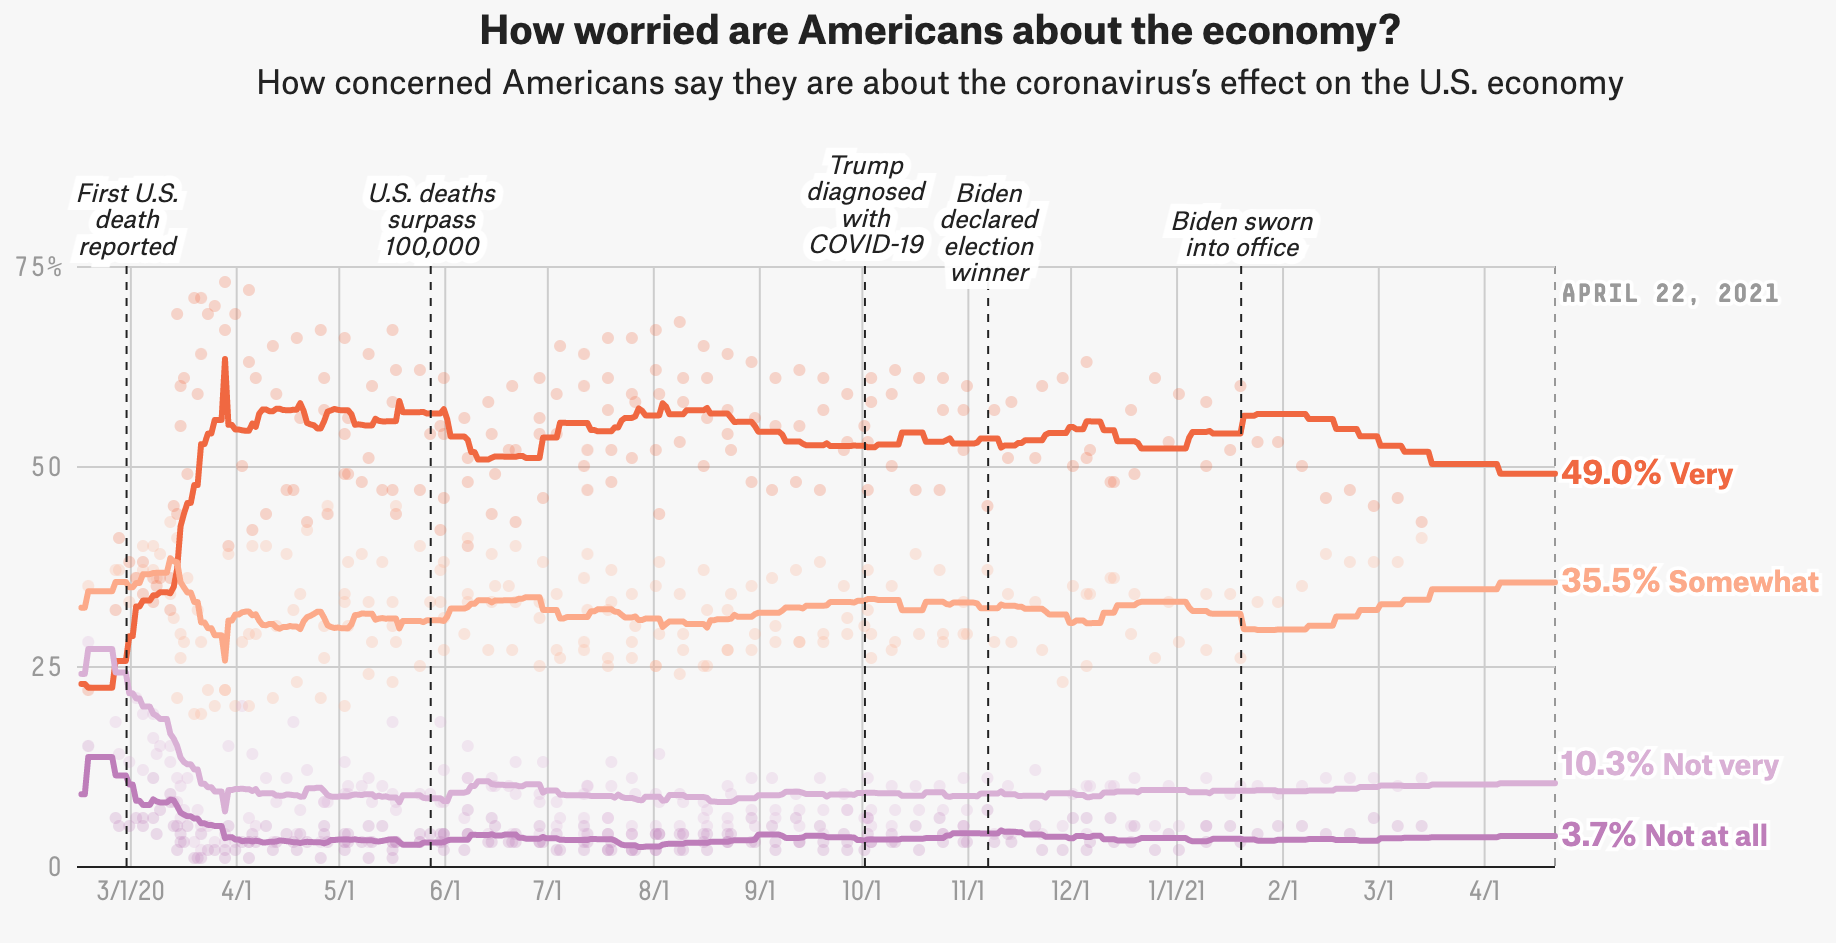 How worried are Americans about the economy?
How concerned Americans say they are about the coronavirus’s effect on the U.S. economy
First U.S.
death
reported
U.S. deaths
surpass
100,000
Trump
diagnosed
with
COVID-19
Biden
declared
election
winner
Biden sworn
into office
APRIL 22, 2021
75%
50
25
0
49.0% Very
35.5% Somewhat
10.3% Not very
3.7% Not at all
3/1/20 4/1 5/1 6/1 7/1 8/1 9/1 10/1 11/1 12/1 1/1/21 2/1 3/1 4/1